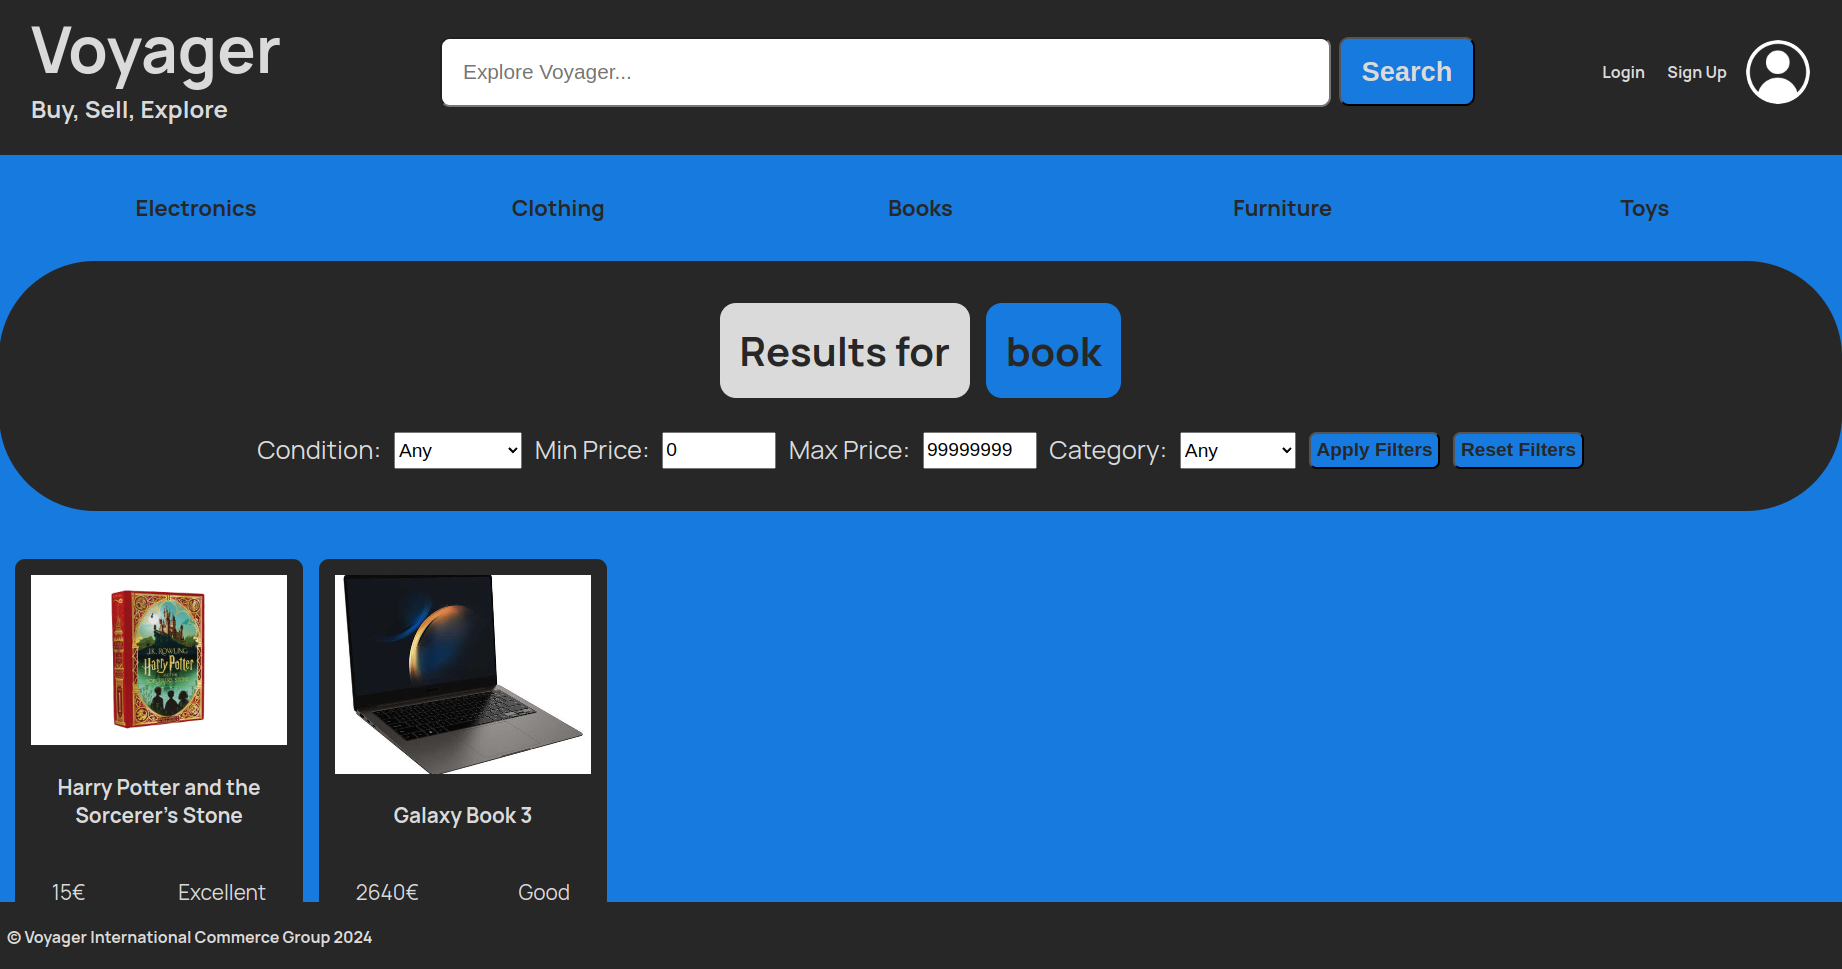 Voyager
Buy, Sell, Explore
Explore Voyager...
Search
Login
Sign Up
Electronics
Clothing
Books
Furniture
Toys
Results for book
Condition: Any Min Price: 0 Max Price: 99999999 Category: Any Apply Filters Reset Filters
J.K. ROWLING
Harry Potter
Harry Potter and the
Sorcerer's Stone
15€ Excellent
Galaxy Book 3
2640€ Good
© Voyager International Commerce Group 2024